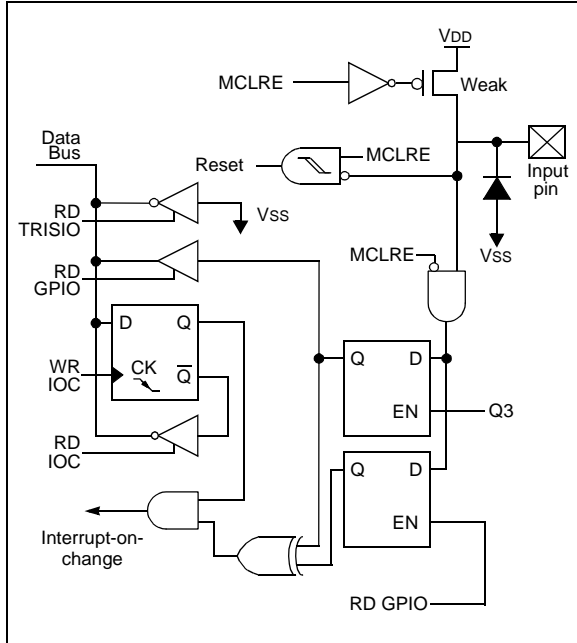 VDD
MCLRE
Weak
Data
Bus
Reset
MCLRE
Input
pin
RD
TRISIO
VSS
VSS
RD
GPIO
MCLRE
D
Q
Q
D
WR
IOC
CK
Q
EN
Q3
RD
IOC
Q
D
EN
Interrupt-on-
change
RD GPIO